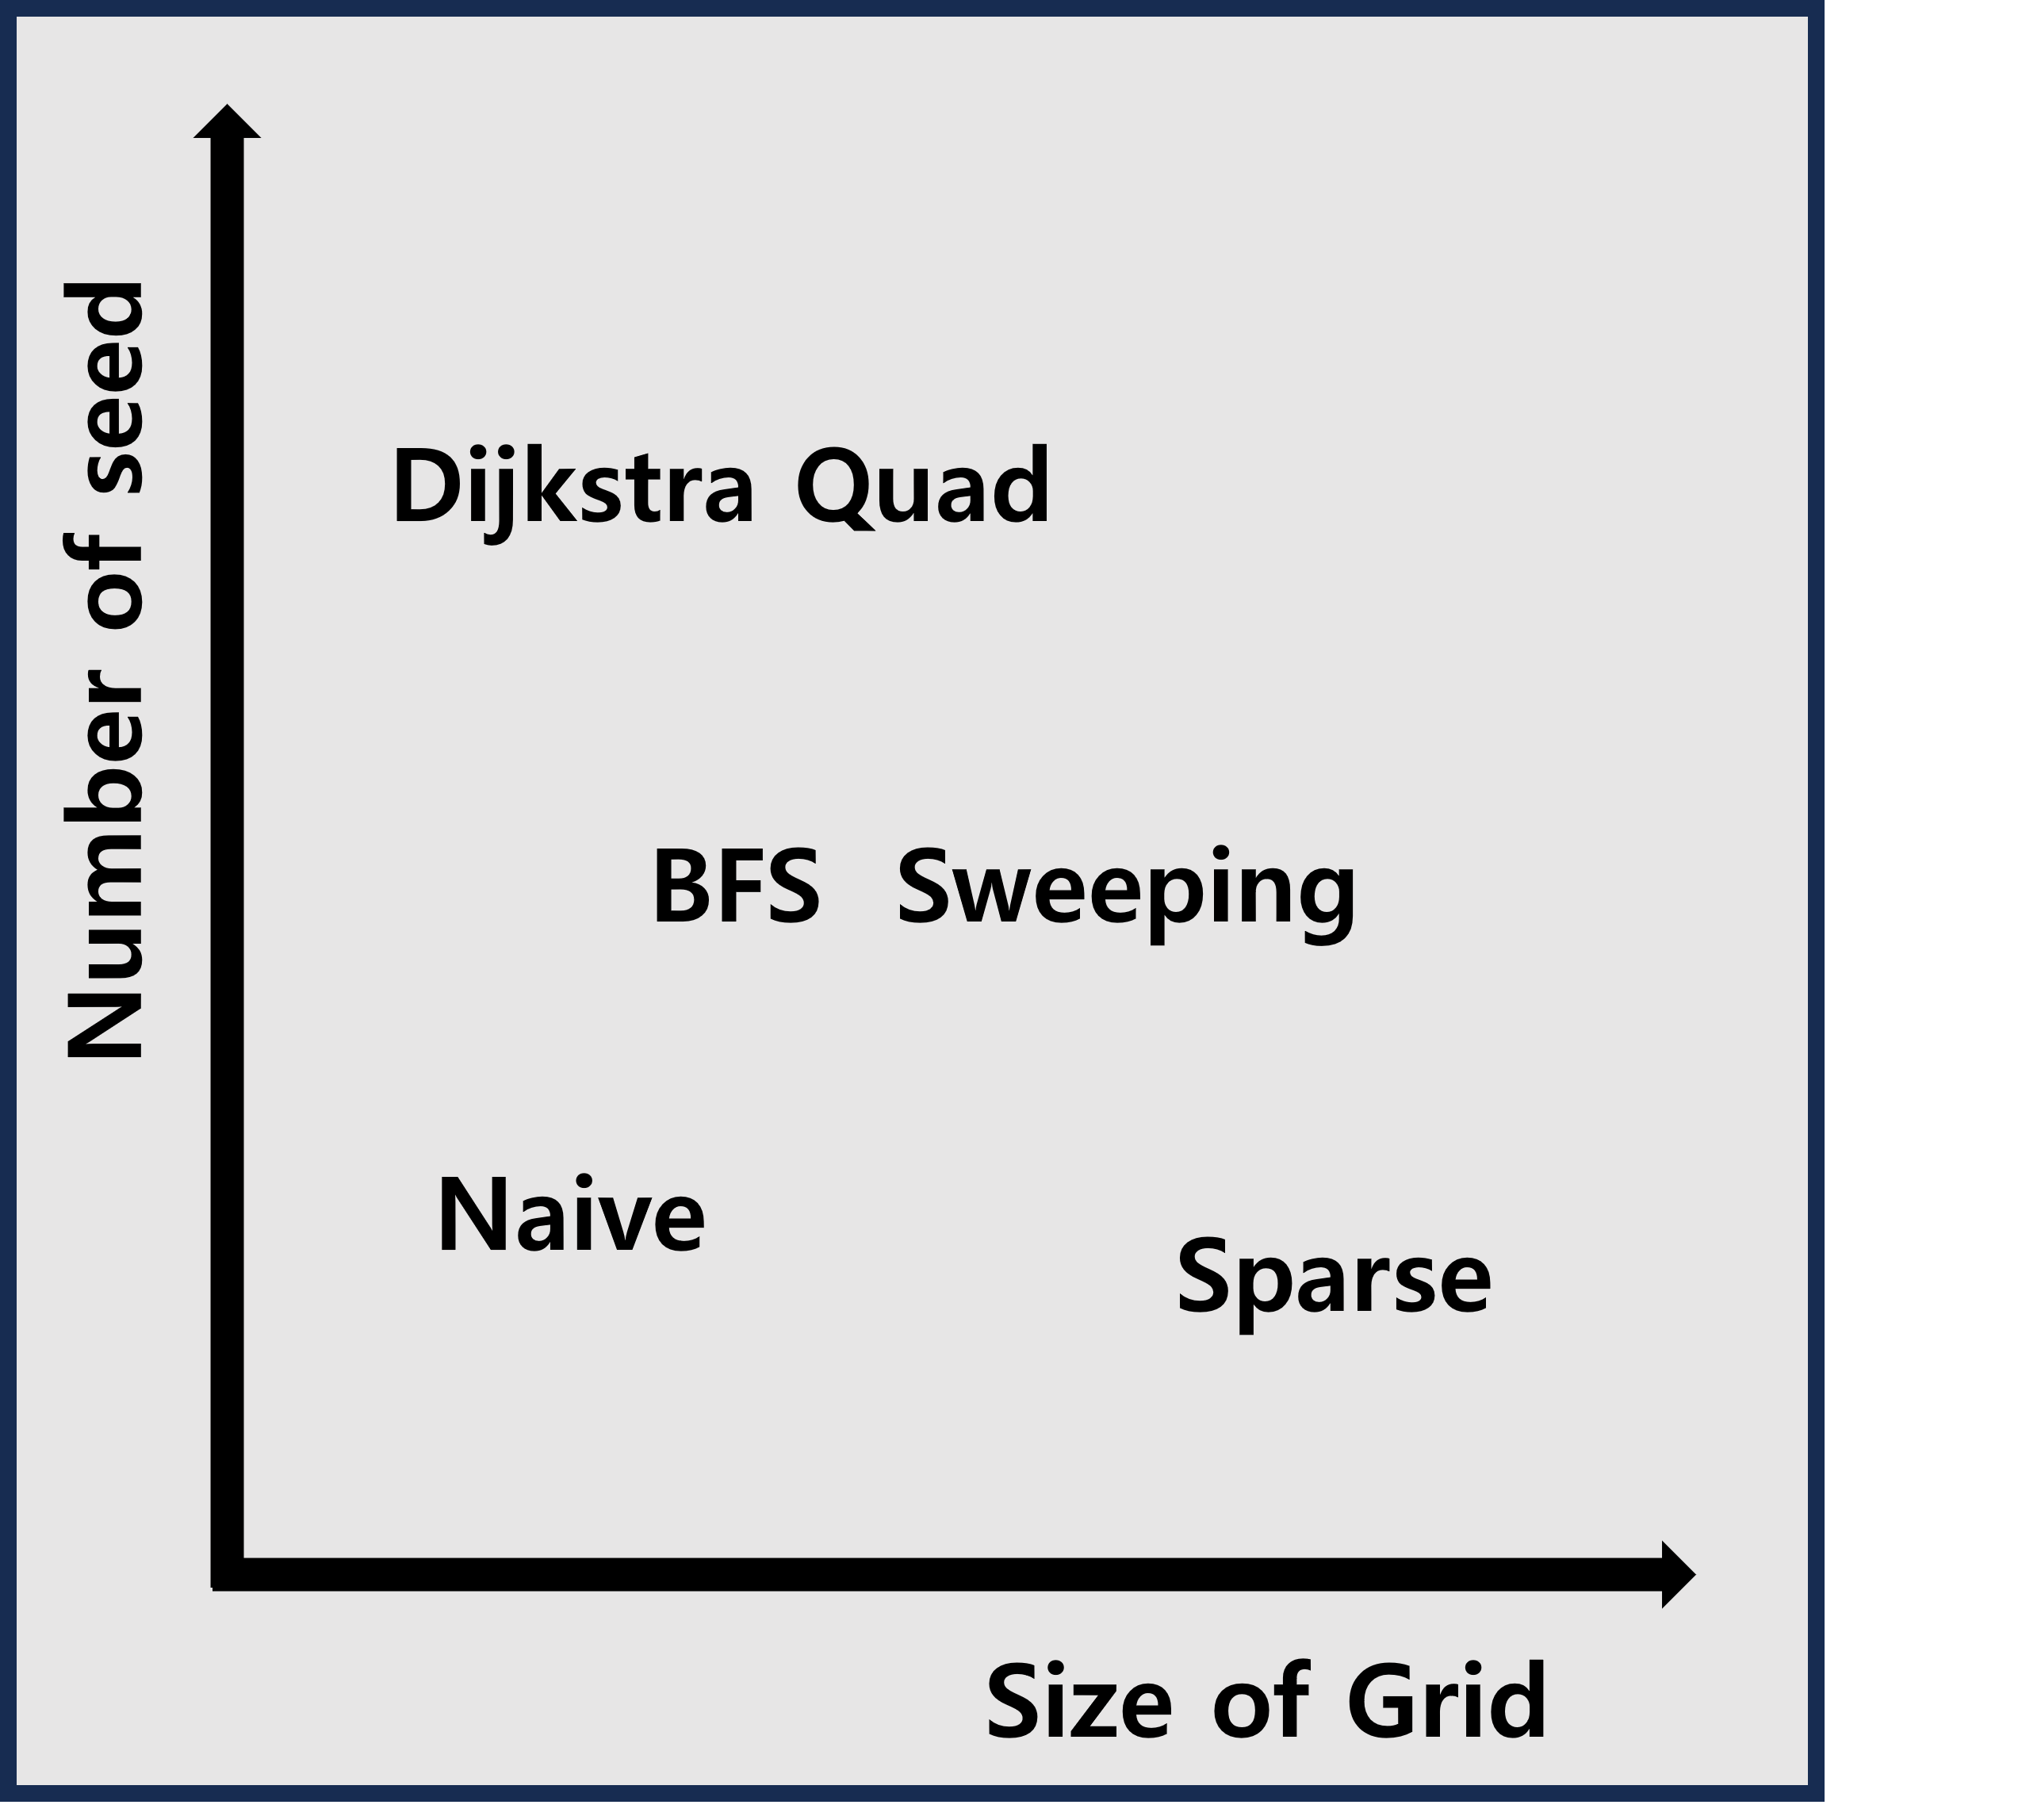 Number of seed
Dijkstra Quad
BFS  Sweeping
Naive
Sparse
Size of Grid